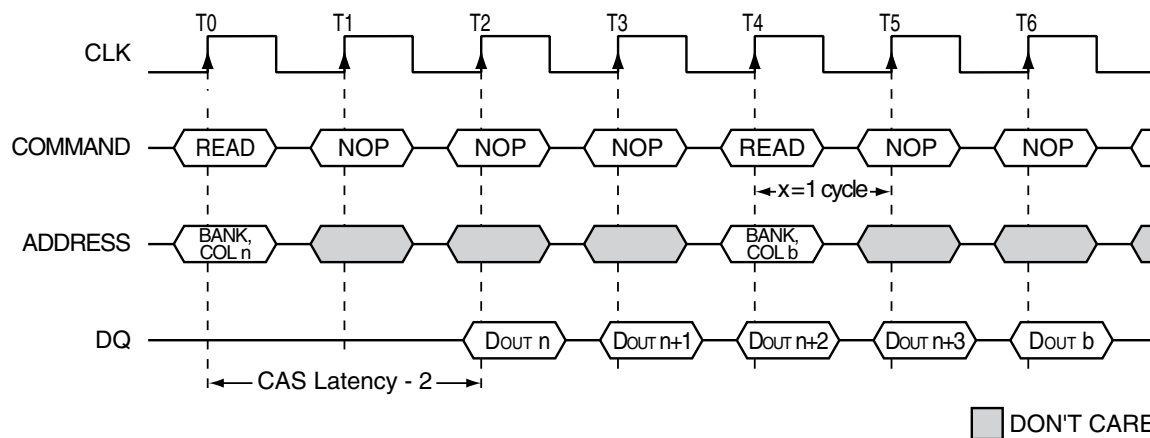 T0 T1 T2 T3 T4 T5 T6
CLK
COMMAND READ NOP NOP NOP READ NOP NOP
x=1 cycle
ADDRESS BANK, COL n BANK, COL b
DQ DOUT n DOUT n+1 DOUT n+2 DOUT n+3 DOUT b
CAS Latency - 2
DON'T CARE